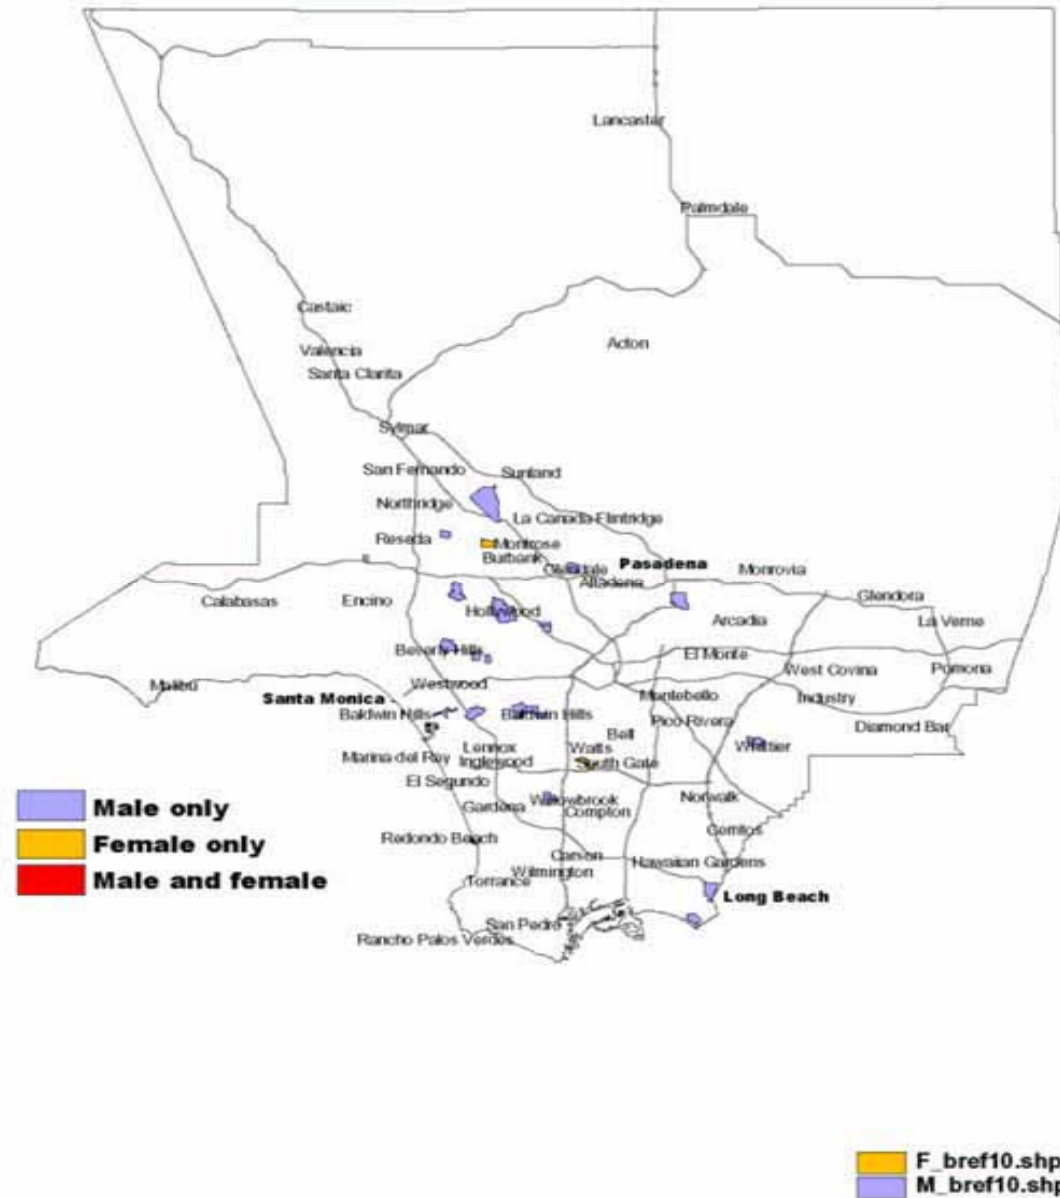 Lancaster
Palmdale
Castaic
Acton
Valencia
Santa Clarita
Sylmar
San Fernando
Sunland
Northridge
La Canada-Flintridge
Reseda
Montrose
Burbank
Glendale
Pasadena
Monrovia
Altadena
Glendora
Calabasas
Encino
Hollywood
Arcadia
La Verne
Beverly Hills
El Monte
West Covina
Pomona
Malibu
Westwood
Santa Monica
Montebello
Industry
Baldwin Hills
Baldwin Hills
Pico Rivera
Diamond Bar
Bell
Marina del Ray
Lennox
Watts
Whittier
Inglewood
South Gate
El Segundo
Male only
Gardena
Willowbrook
Compton
Norwalk
Female only
Redondo Beach
Cerritos
Carson
Hawaiian Gardens
Male and female
Torrance
Wilmington
Long Beach
San Pedro
Rancho Palos Verdes
F_bref10.shp
M_bref10.shp